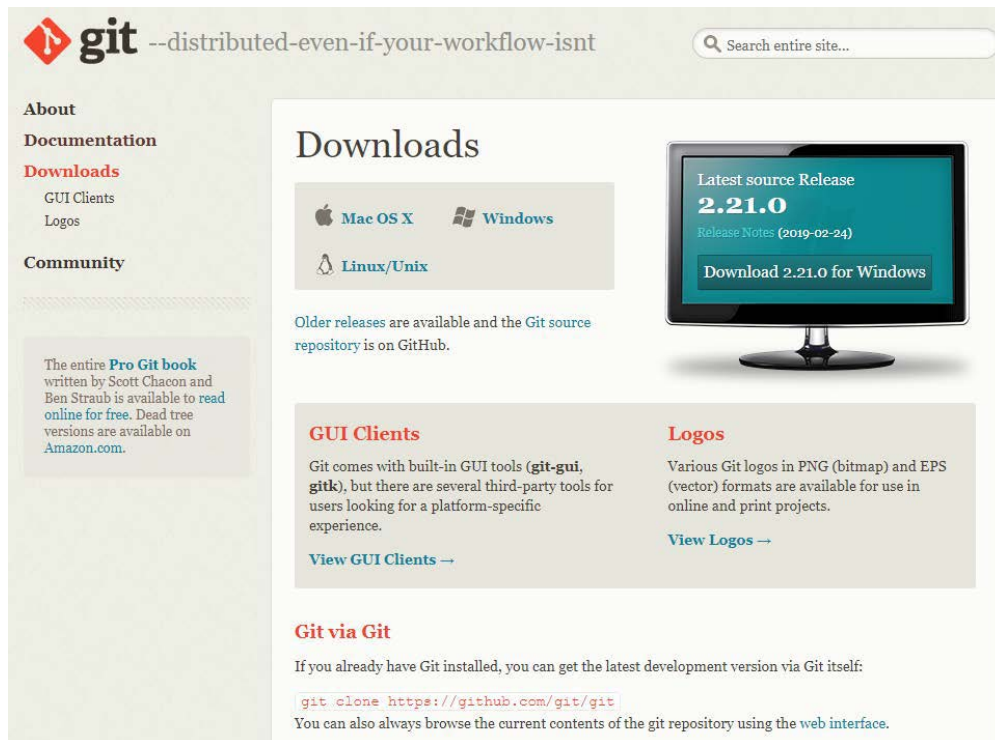 git --distributed-even-if-your-workflow-isnt
Search entire site...
About
Documentation
Downloads
GUI Clients
Logos
Community
The entire Pro Git book
written by Scott Chacon and
Ben Straub is available to read
online for free. Dead tree
versions are available on
Amazon.com.
Downloads
Mac OS X
Windows
Linux/Unix
Older releases are available and the Git source
repository is on GitHub.
Latest source Release
2.21.0
Release Notes (2019-02-24)
Download 2.21.0 for Windows
GUI Clients
Git comes with built-in GUI tools (git-gui,
gitk), but there are several third-party tools for
users looking for a platform-specific
experience.
View GUI Clients →
Logos
Various Git logos in PNG (bitmap) and EPS
(vector) formats are available for use in
online and print projects.
View Logos →
Git via Git
If you already have Git installed, you can get the latest development version via Git itself:
git clone https://github.com/git/git
You can also always browse the current contents of the git repository using the web interface.